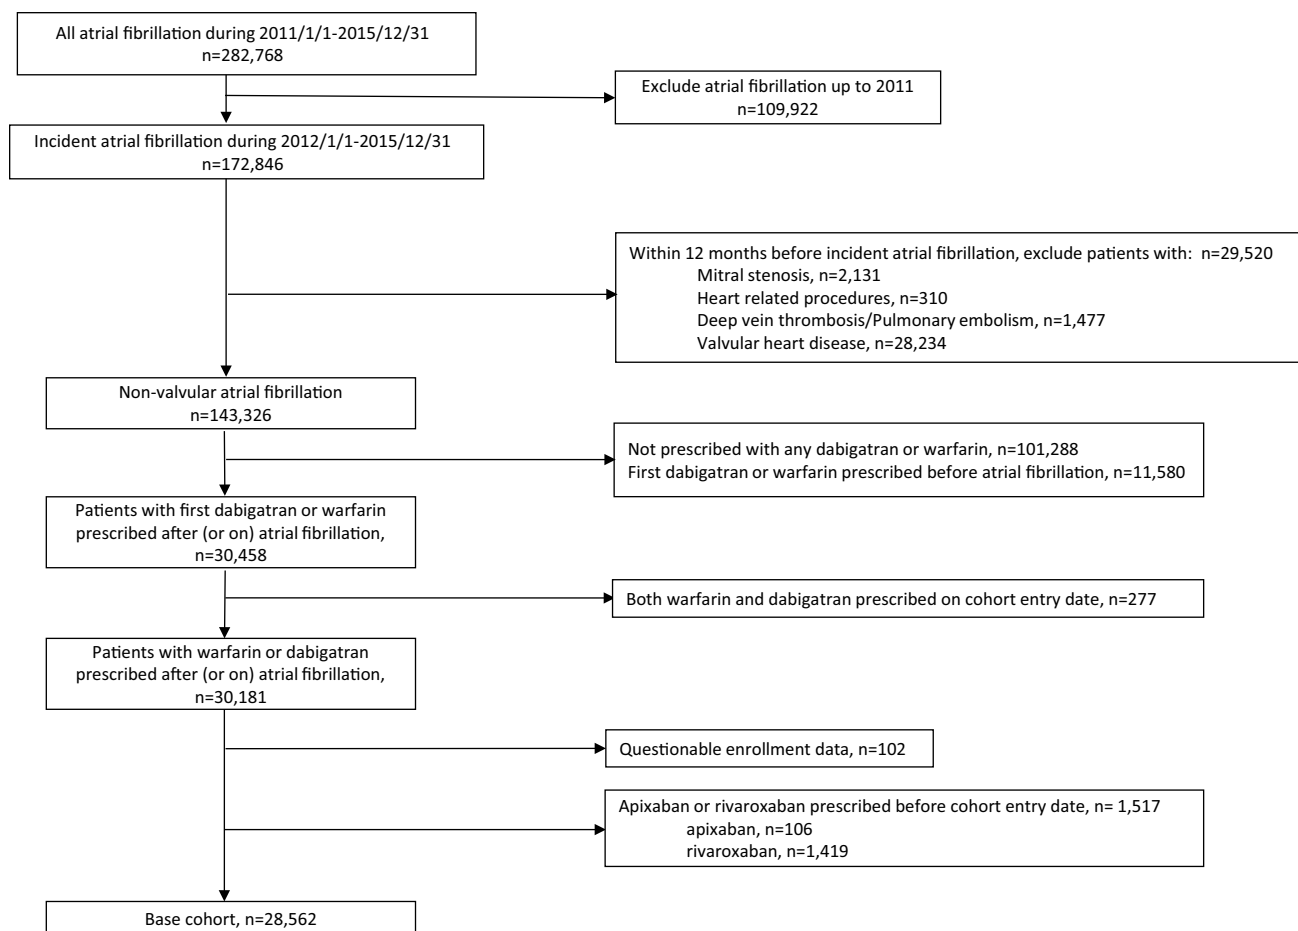 All atrial fibrillation during 2011/1/1-2015/12/31
n=282,768
Exclude atrial fibrillation up to 2011
n=109,922
Incident atrial fibrillation during 2012/1/1-2015/12/31
n=172,846
Within 12 months before incident atrial fibrillation, exclude patients with:  n=29,520
Mitral stenosis, n=2,131
Heart related procedures, n=310
Deep vein thrombosis/Pulmonary embolism, n=1,477
Valvular heart disease, n=28,234
Non-valvular atrial fibrillation
n=143,326
Not prescribed with any dabigatran or warfarin, n=101,288
First dabigatran or warfarin prescribed before atrial fibrillation, n=11,580
Patients with first dabigatran or warfarin
prescribed after (or on) atrial fibrillation,
n=30,458
Both warfarin and dabigatran prescribed on cohort entry date, n=277
Patients with warfarin or dabigatran
prescribed after (or on) atrial fibrillation,
n=30,181
Questionable enrollment data, n=102
Apixaban or rivaroxaban prescribed before cohort entry date, n= 1,517
apixaban, n=106
rivaroxaban, n=1,419
Base cohort, n=28,562